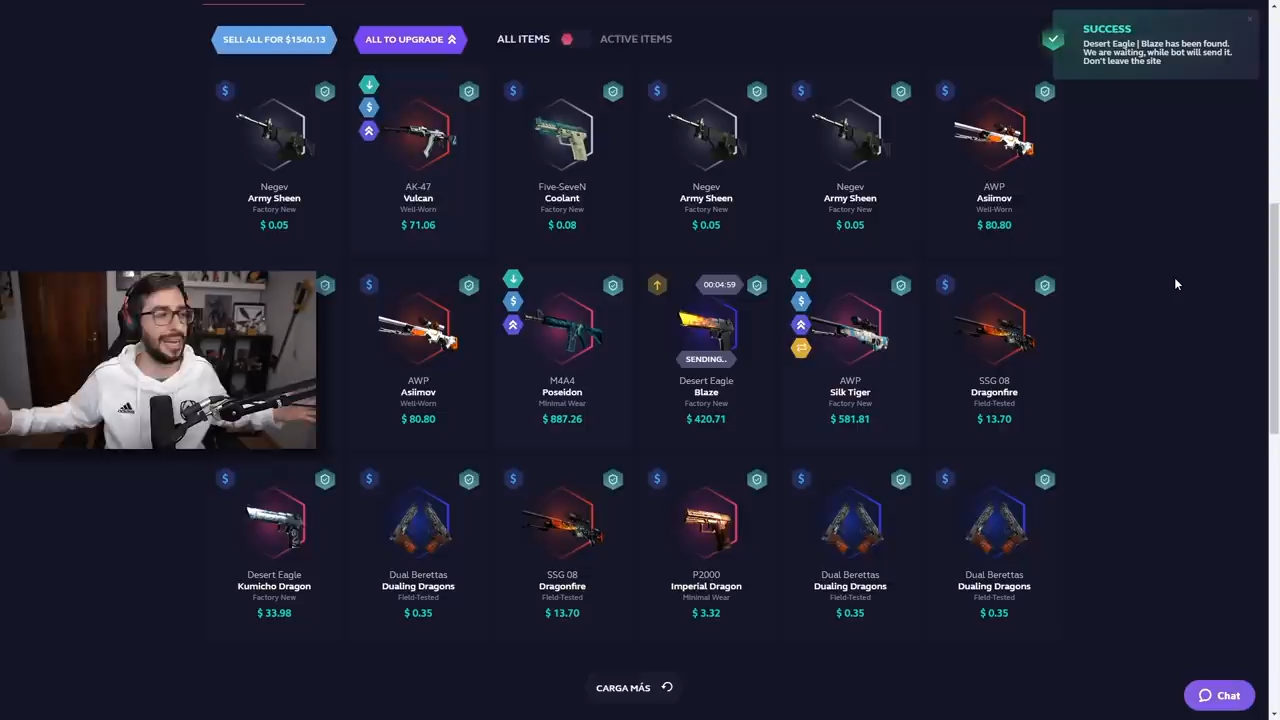 SELL ALL FOR $1540.13
ALL TO UPGRADE
ALL ITEMS
ACTIVE ITEMS
SUCCESS
Desert Eagle | Blaze has been found.
We are waiting, while bot will send it.
Don't leave the site
Negev
Army Sheen
Factory New
$ 0.05
AK-47
Vulcan
Well-Worn
$ 71.06
Five-SeveN
Coolant
Factory New
$ 0.08
Negev
Army Sheen
Factory New
$ 0.05
Negev
Army Sheen
Factory New
$ 0.05
AWP
Asiimov
Well-Worn
$ 80.80
AWP
Asiimov
Well-Worn
$ 80.80
M4A4
Poseidon
Minimal Wear
$ 887.26
00:04:59
SENDING..
Desert Eagle
Blaze
Factory New
$ 420.71
AWP
Silk Tiger
Factory New
$ 581.81
SSG 08
Dragonfire
Field-Tested
$ 13.70
Desert Eagle
Kumicho Dragon
Factory New
$ 33.98
Dual Berettas
Dualing Dragons
Field-Tested
$ 0.35
SSG 08
Dragonfire
Field-Tested
$ 13.70
P2000
Imperial Dragon
Minimal Wear
$ 3.32
Dual Berettas
Dualing Dragons
Field-Tested
$ 0.35
Dual Berettas
Dualing Dragons
Field-Tested
$ 0.35
CARGA MÁS
Chat